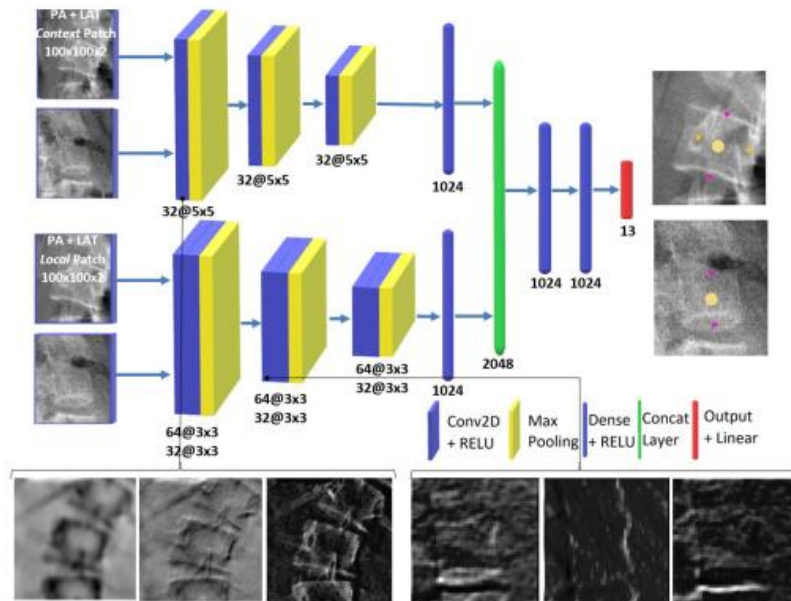 PA + LAT
Context Patch
100x100x2
32@5x5
32@5x5
32@5x5
1024
PA + LAT
Local Patch
100x100x2
64@3x3
32@3x3
64@3x3
32@3x3
64@3x3
32@3x3
1024
2048
1024
1024
13
Conv2D
+ RELU
Max
Pooling
Dense
+ RELU
Concat
Layer
Output
+ Linear